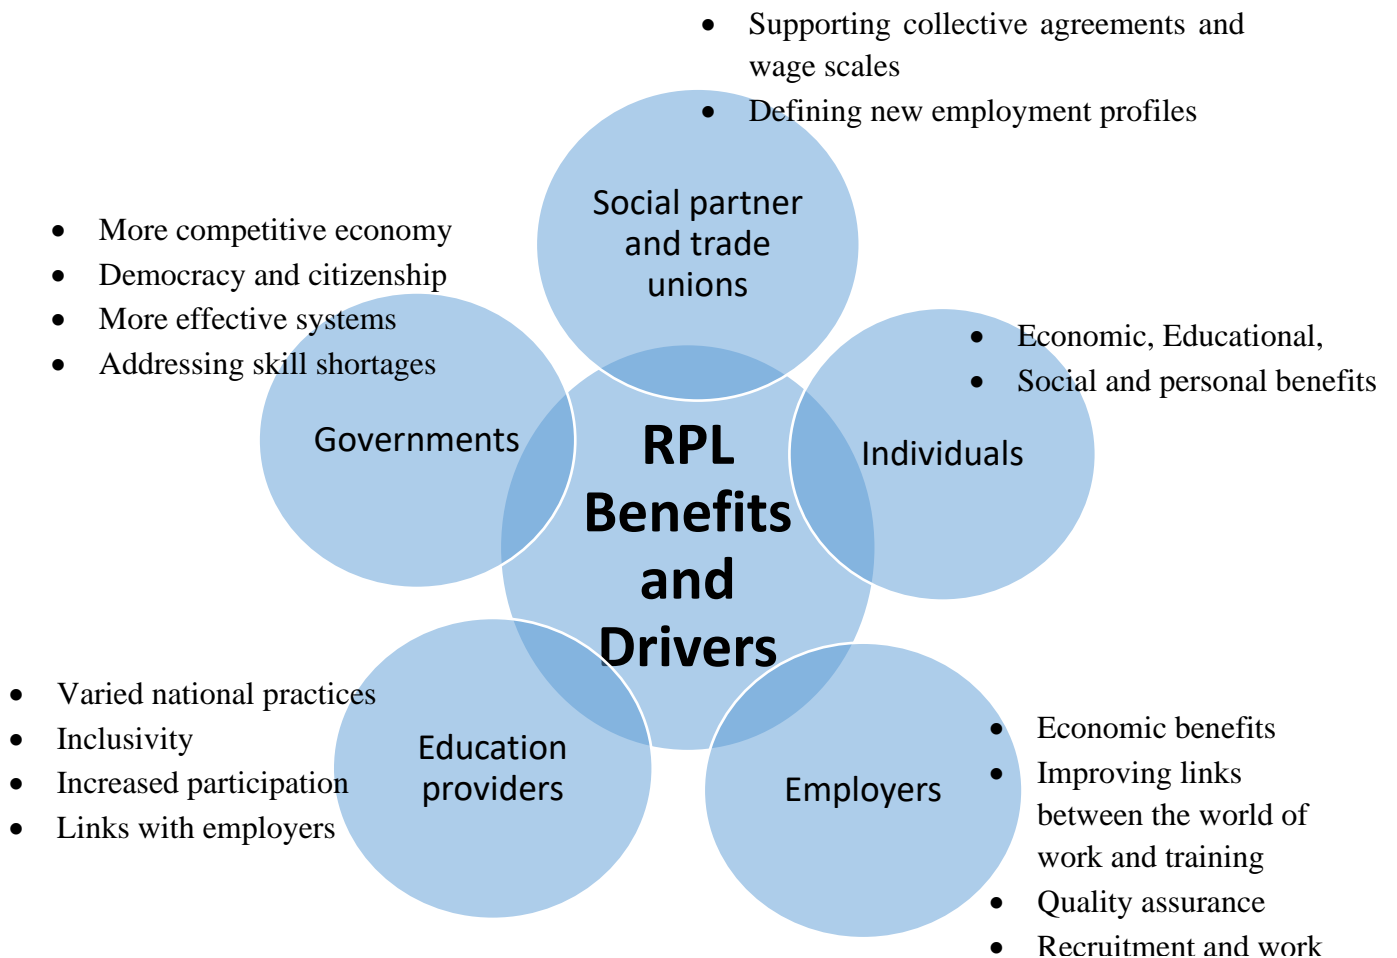 • Supporting collective agreements and
wage scales
• Defining new employment profiles
Social partner
and trade
unions
• More competitive economy
• Democracy and citizenship
• More effective systems
• Addressing skill shortages
Governments
• Economic, Educational,
• Social and personal benefits
Individuals
RPL
Benefits
and
Drivers
• Varied national practices
• Inclusivity
• Increased participation
• Links with employers
Education
providers
Employers
• Economic benefits
• Improving links
between the world of
work and training
• Quality assurance
• Recruitment and work